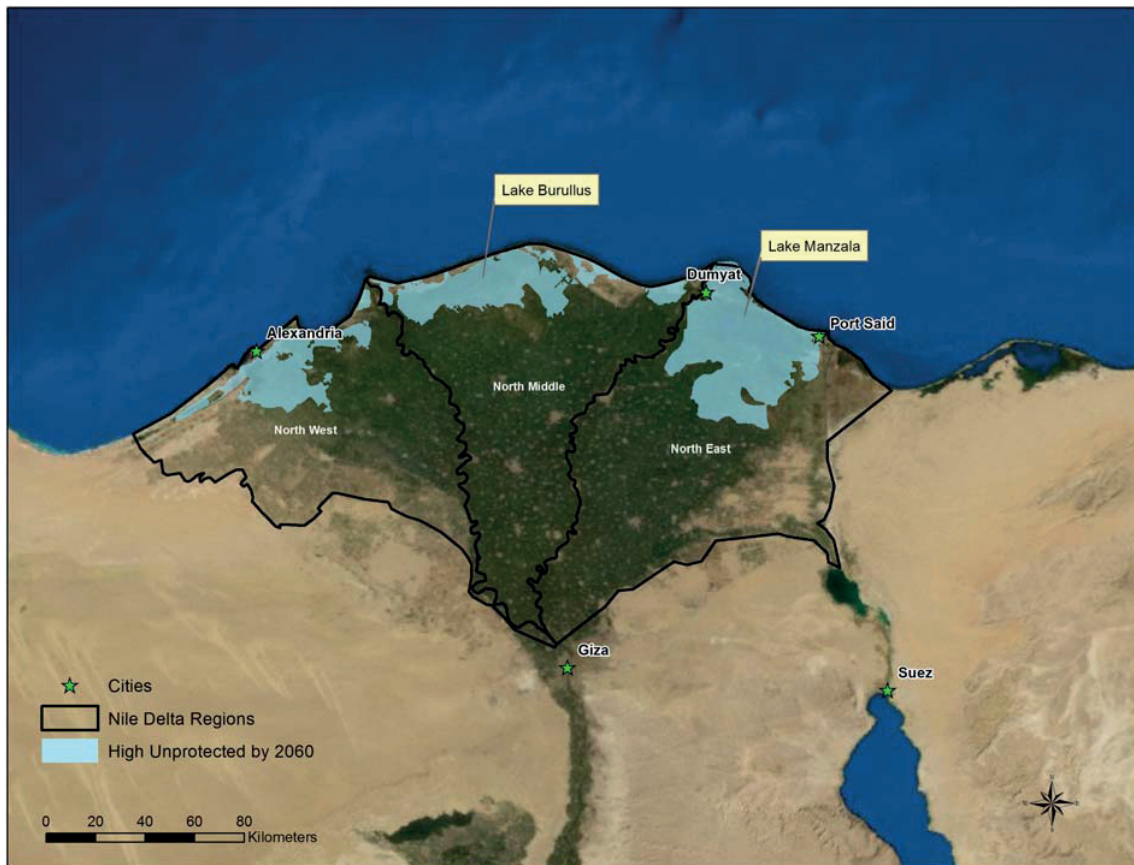 Lake Burullus
Lake Manzala
Dumyat
Port Said
Alexandria
North Middle
North West
North East
Giza
Suez
Cities
Nile Delta Regions
High Unprotected by 2060
0 20 40 60 80
Kilometers